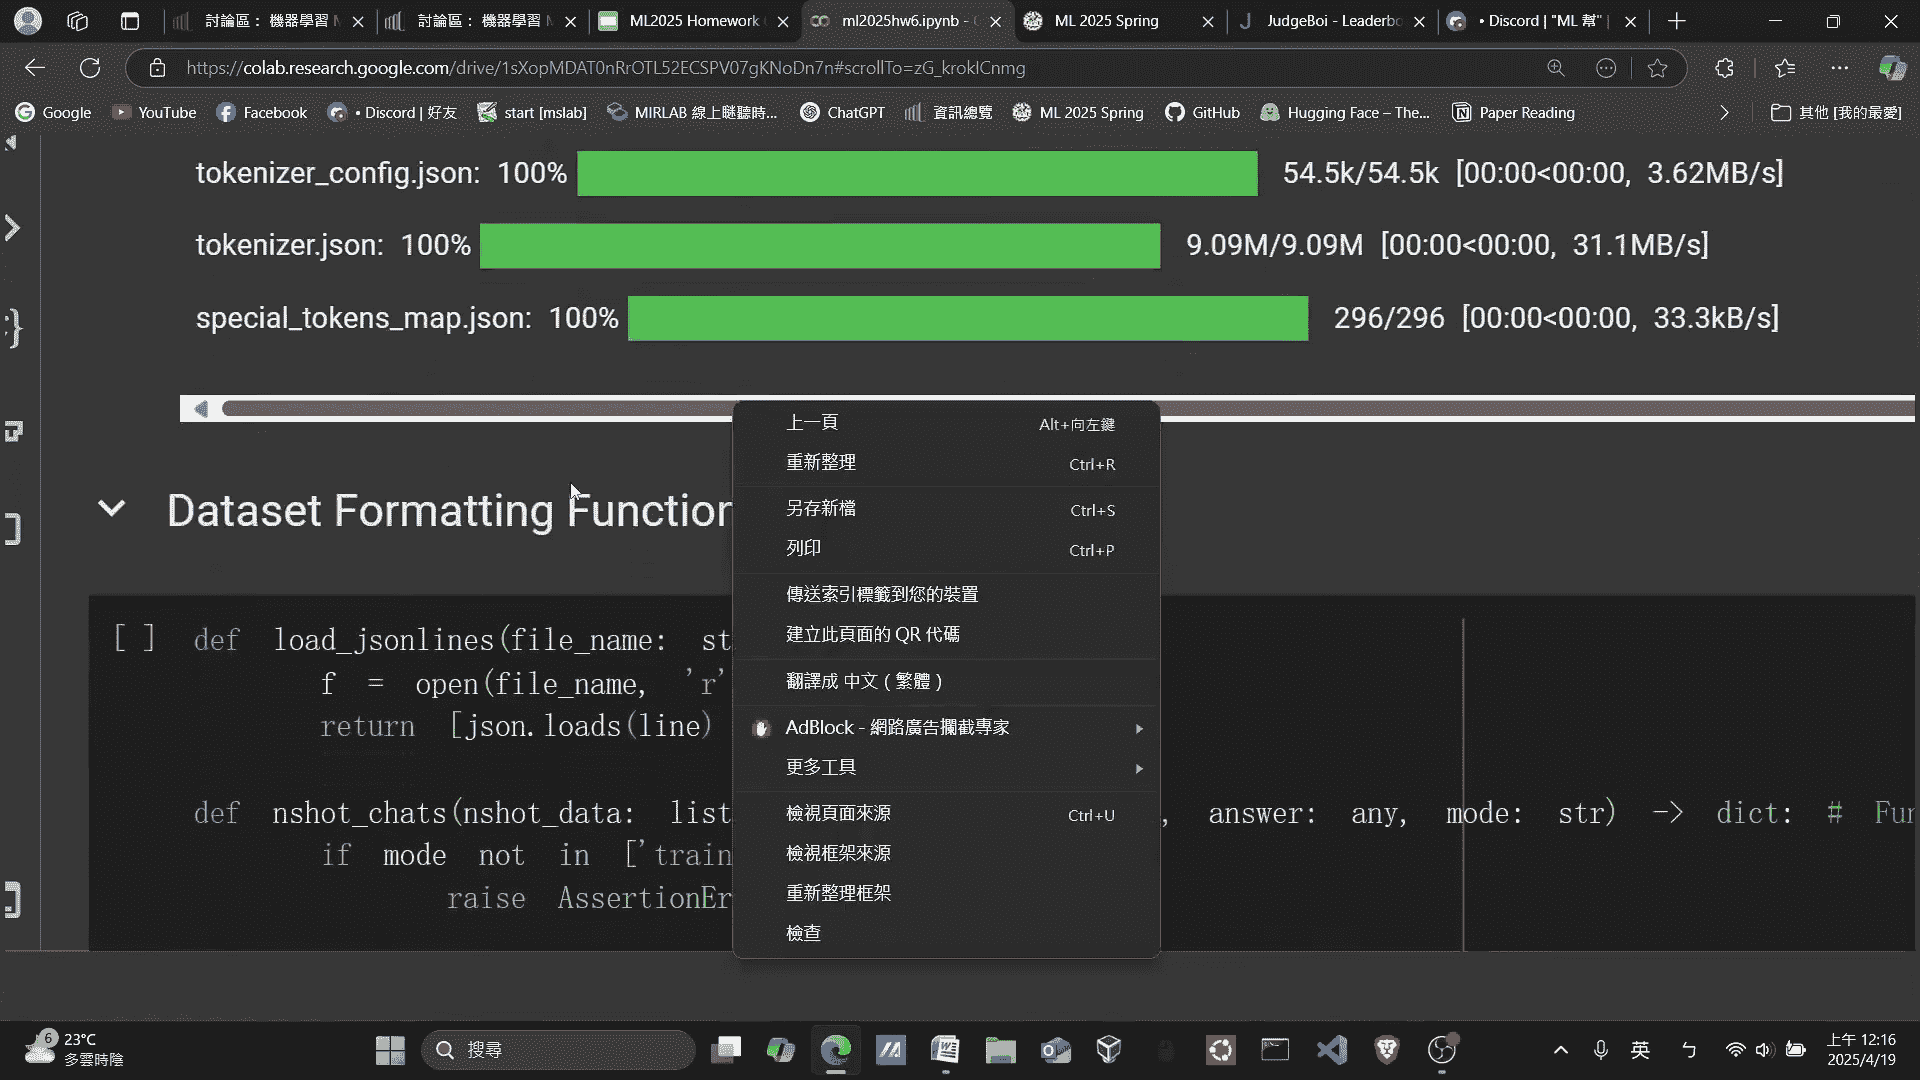 討論區： 機器學習 M
討論區： 機器學習 M
ML2025 Homework
ml2025hw6.ipynb -
ML 2025 Spring
JudgeBoi - Leaderbo
• Discord | "ML 幫" |
https://colab.research.google.com/drive/1sXopMDAT0nRrOTL52ECSPV07gKNoDn7n#scrollTo=zG_krokICnmg
Google
YouTube
Facebook
• Discord | 好友
start [mslab]
MIRLAB 線上瞇聽時...
ChatGPT
資訊總覽
ML 2025 Spring
GitHub
Hugging Face – The...
Paper Reading
其他 [我的最愛]
tokenizer_config.json: 100% 54.5k/54.5k [00:00<00:00, 3.62MB/s]
tokenizer.json: 100% 9.09M/9.09M [00:00<00:00, 31.1MB/s]
special_tokens_map.json: 100% 296/296 [00:00<00:00, 33.3kB/s]
Dataset Formatting Function
上一頁 Alt+向左鍵
重新整理 Ctrl+R
另存新檔 Ctrl+S
列印 Ctrl+P
傳送索引標籤到您的裝置
建立此頁面的 QR 代碼
翻譯成 中文 ( 繁體 )
AdBlock - 網路廣告攔截專家
更多工具
檢視頁面來源 Ctrl+U
檢視框架來源
重新整理框架
檢查
[ ] def load_jsonlines(file_name: st
f = open(file_name, 'r'
return [json.loads(line)
def nshot_chats(nshot_data: list , answer: any, mode: str) -> dict: # Fun
if mode not in ['train
raise AssertionEr
6
23°C
多雲時陰
搜尋
英
ㄅ
上午 12:16
2025/4/19